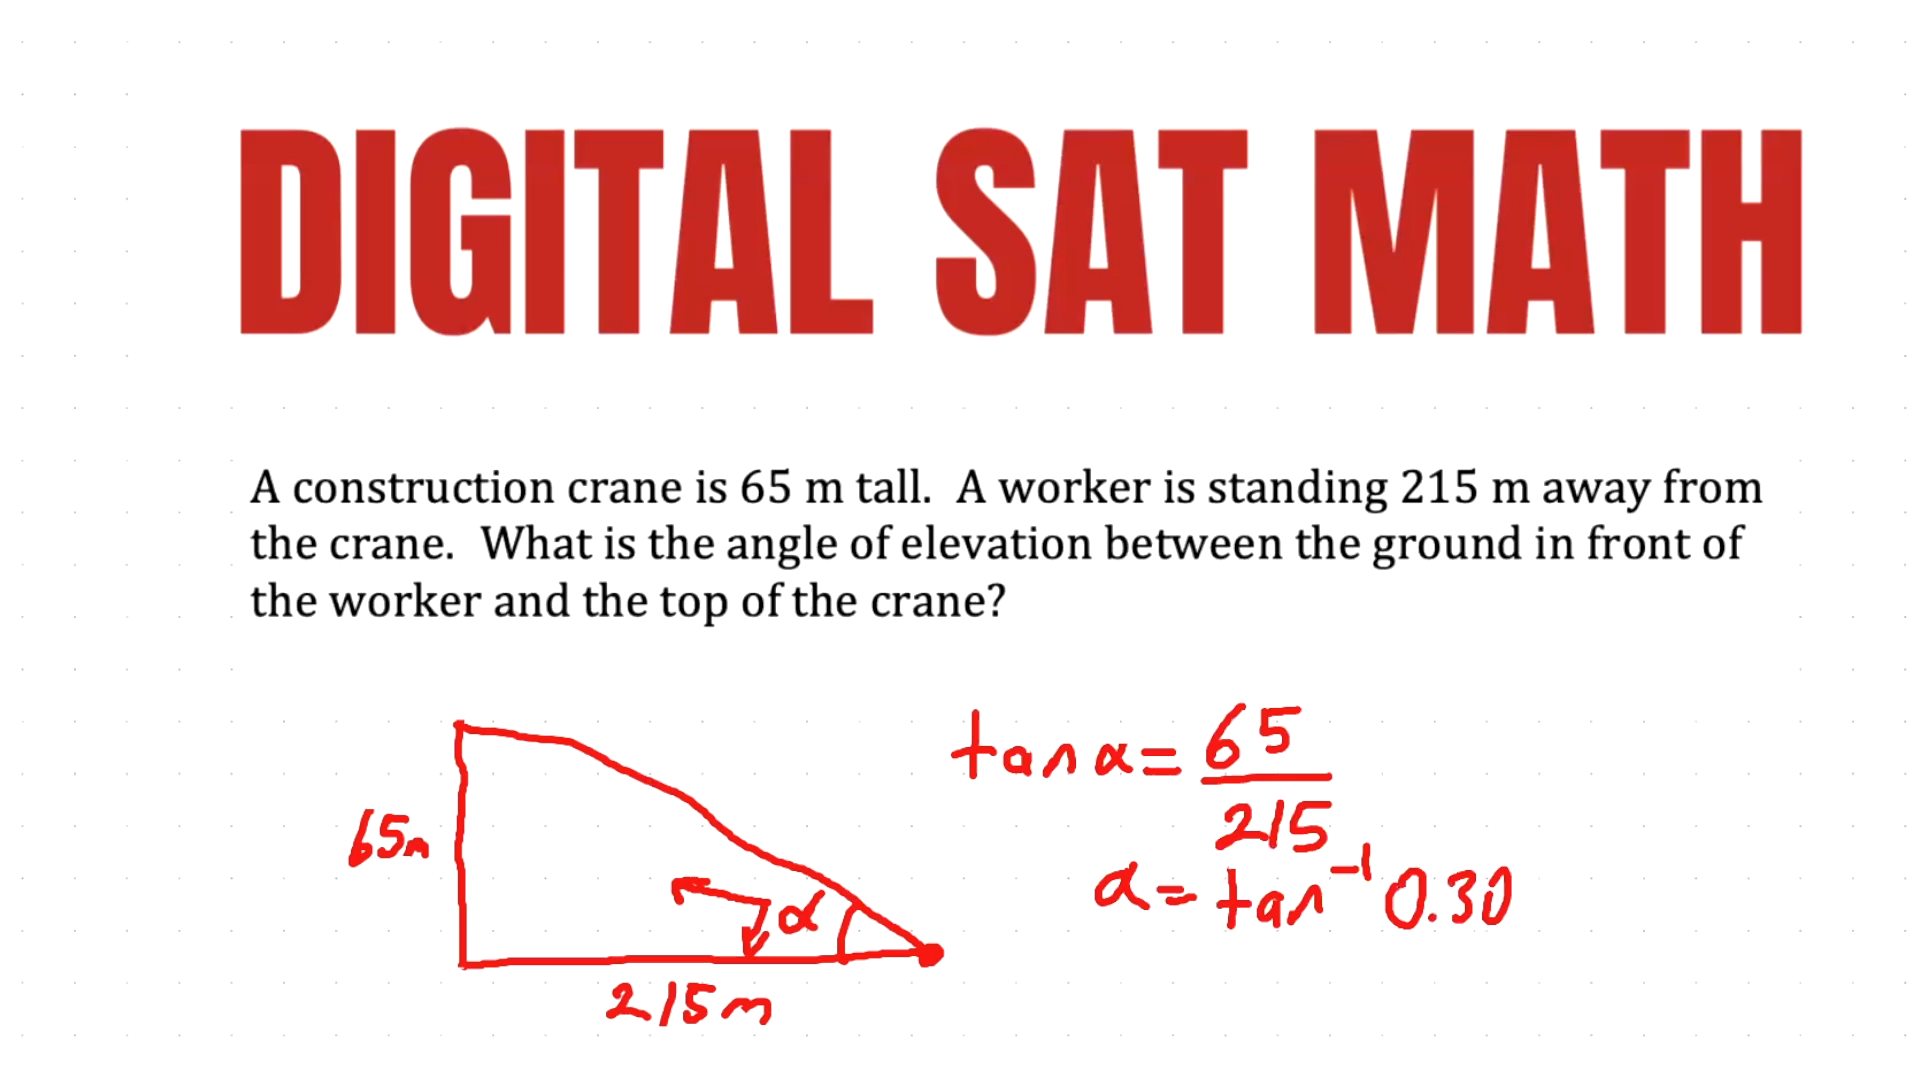 DIGITAL SAT MATH
A construction crane is 65 m tall. A worker is standing 215 m away from
the crane. What is the angle of elevation between the ground in front of
the worker and the top of the crane?
tan α = 65
215
α = tan⁻¹ 0.30
65m
α
215m